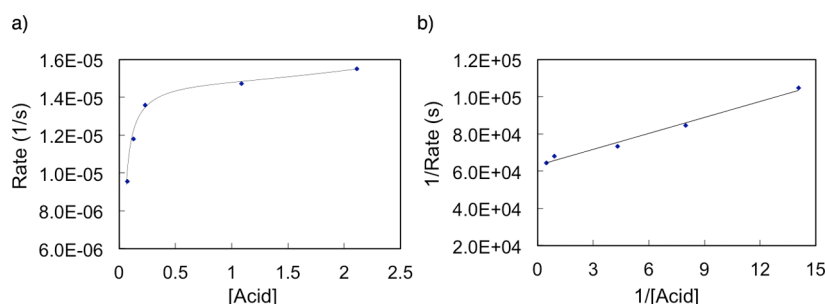 a)
Rate (1/s)
1.6E-05
1.4E-05
1.2E-05
1.0E-05
8.0E-06
6.0E-06
0 0.5 1 1.5 2 2.5
[Acid]
b)
1/Rate (s)
1.2E+05
1.0E+05
8.0E+04
6.0E+04
4.0E+04
2.0E+04
0 3 6 9 12 15
1/[Acid]